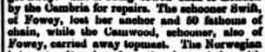 by the Cambria for repairs. The schooner Swift,
of Fowey, lost her anchor and 50 fathoms of
chain, while the Camwood, schooner, also of
Fowey, carried away topmast. The Norwegian